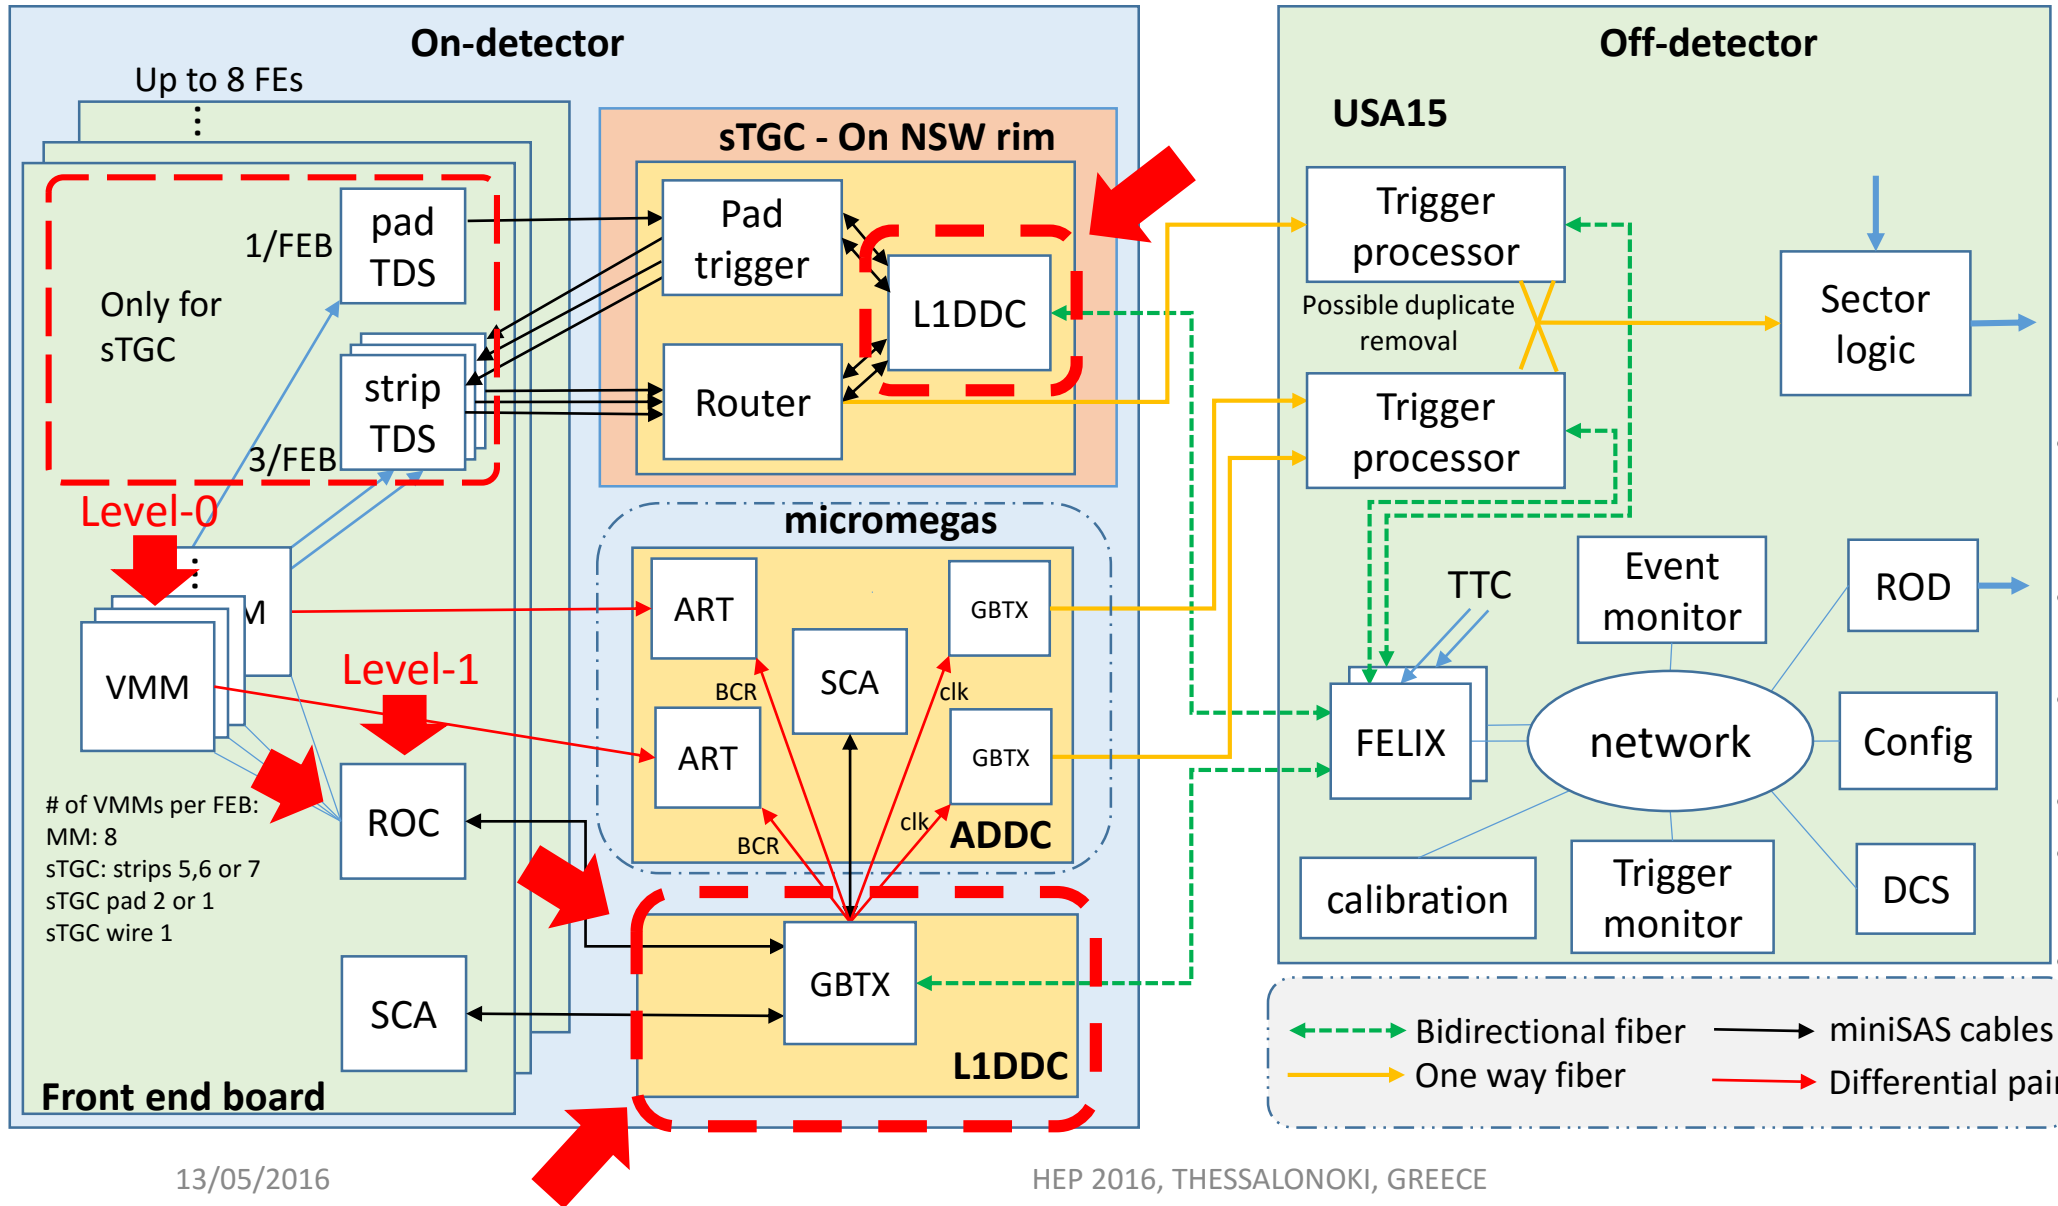 On-detector
Off-detector
Up to 8 FEs
USA15
sTGC - On NSW rim
pad
TDS
1/FEB
Only for
sTGC
strip
TDS
3/FEB
Pad
trigger
L1DDC
Router
Trigger
processor
Possible duplicate
removal
Trigger
processor
Sector
logic
Level-0
micromegas
M
VMM
Level-1
ART
GBTX
SCA
BCR
clk
ART
GBTX
BCR
clk
ADDC
TTC
Event
monitor
ROD
FELIX
network
Config
calibration
Trigger
monitor
DCS
# of VMMs per FEB:
MM: 8
sTGC: strips 5,6 or 7
sTGC pad 2 or 1
sTGC wire 1
ROC
SCA
Front end board
GBTX
L1DDC
Bidirectional fiber
miniSAS cables
One way fiber
Differential pair
13/05/2016
HEP 2016, THESSALONOKI, GREECE